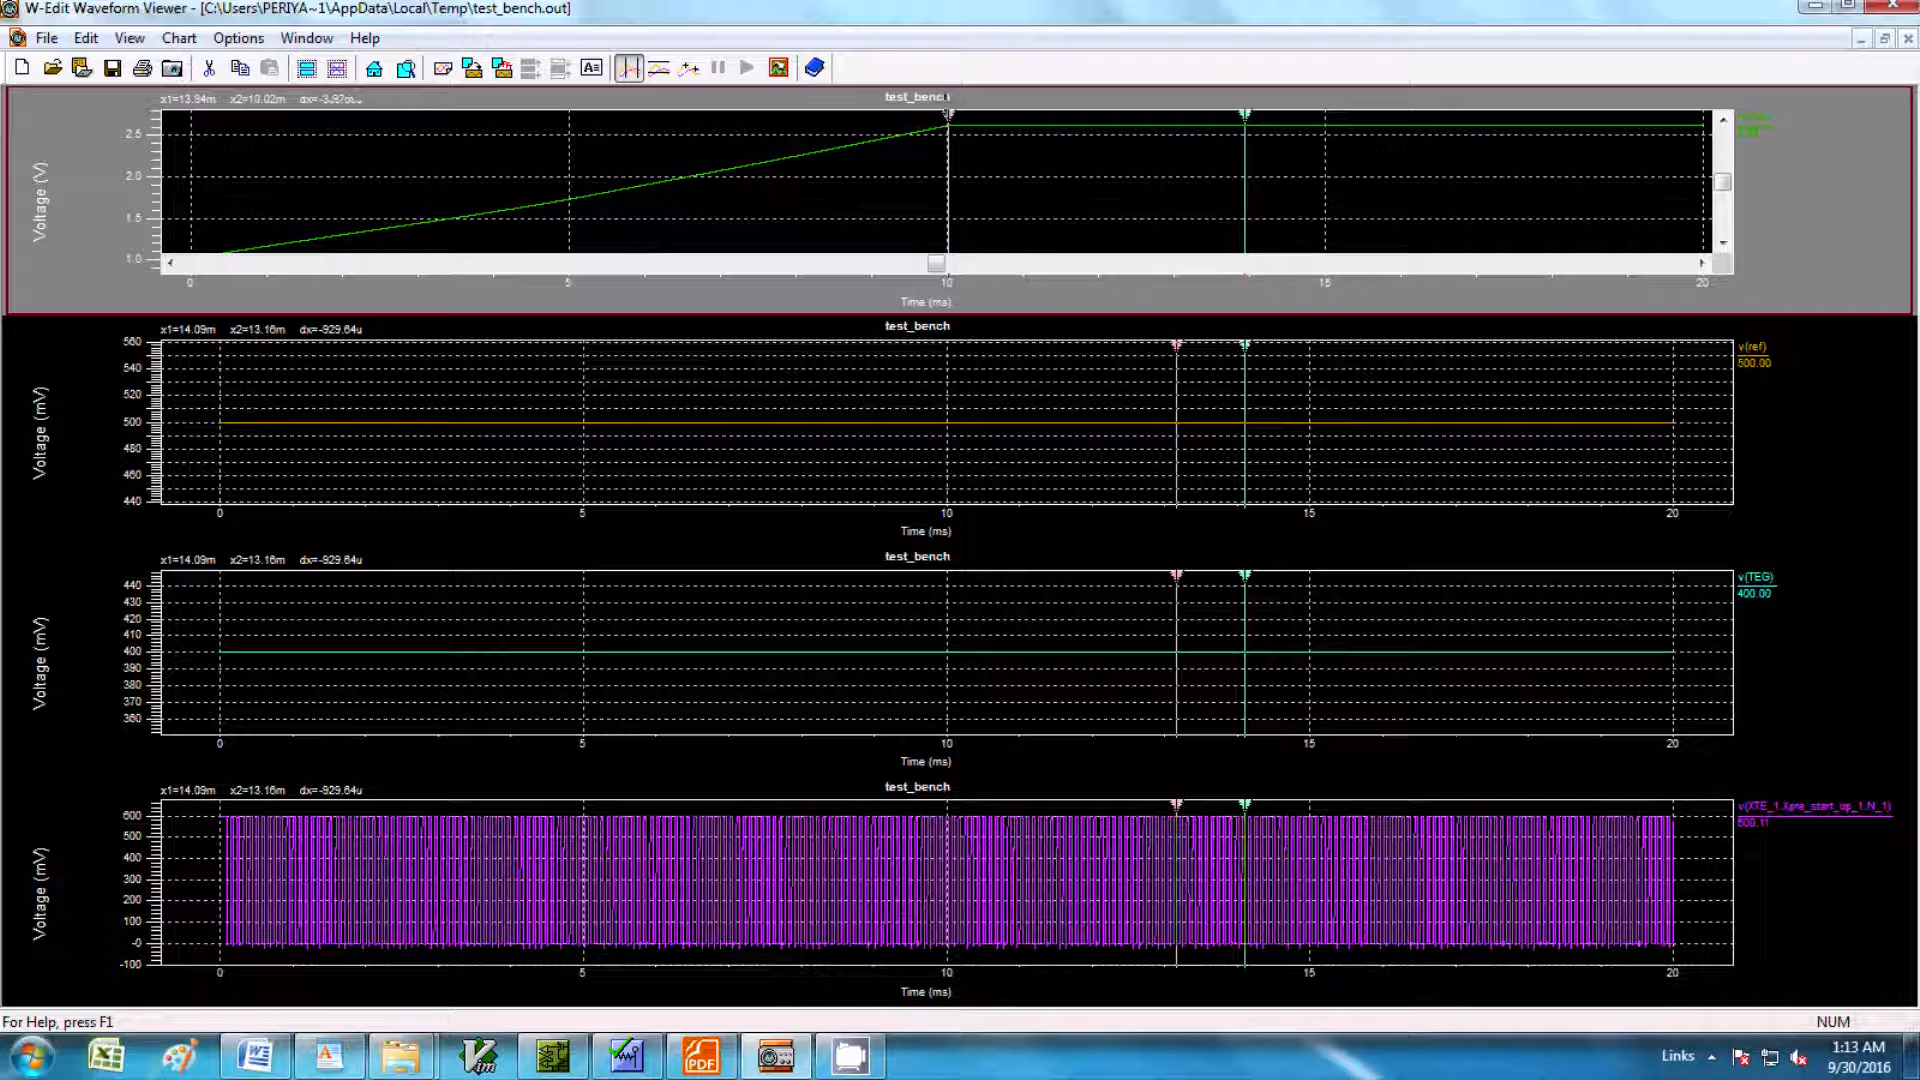 W-Edit Waveform Viewer - [C:\Users\PERIYA~1\AppData\Local\Temp\test_bench.out]
File Edit View Chart Options Window Help
x1=13.94m x2=10.02m
test_bench
Voltage (V)
2.5
2.0
1.5
1.0
0 5 10 15 20
Time (ms)
x1=14.09m x2=13.16m dx=-929.64u
test_bench
Voltage (mV)
560
540
520
500
480
460
440
v(ref)
500.00
0 5 10 15 20
Time (ms)
x1=14.09m x2=13.16m dx=-929.64u
test_bench
Voltage (mV)
440
430
420
410
400
390
380
370
360
v(TEG)
400.00
0 5 10 15 20
Time (ms)
x1=14.09m x2=13.16m dx=-929.64u
test_bench
Voltage (mV)
600
500
400
300
200
100
-0
-100
v(XTE_1.Xpre_start_up_1.N_1)
0 5 10 15 20
Time (ms)
For Help, press F1
NUM
Links
1:13 AM
9/30/2016